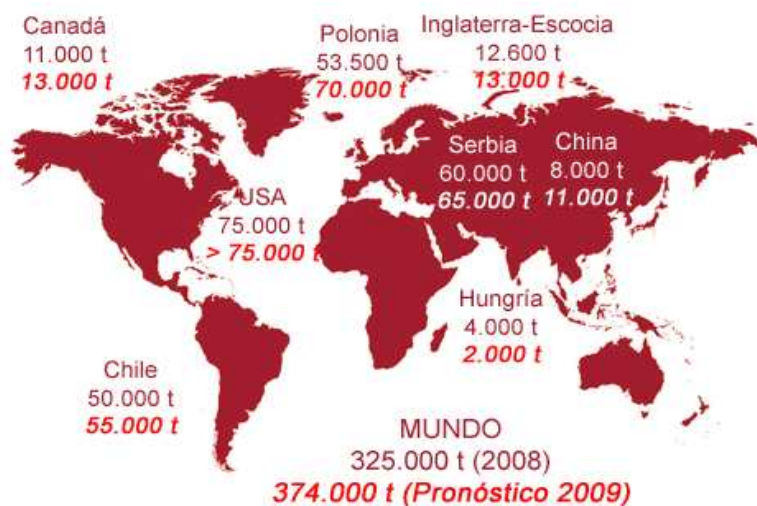 Canadá
11.000 t
13.000 t
Polonia
53.500 t
70.000 t
Inglaterra-Escocia
12.600 t
13.000 t
Serbia
60.000 t
65.000 t
China
8.000 t
11.000 t
USA
75.000 t
> 75.000 t
Hungría
4.000 t
2.000 t
Chile
50.000 t
55.000 t
MUNDO
325.000 t (2008)
374.000 t (Pronóstico 2009)